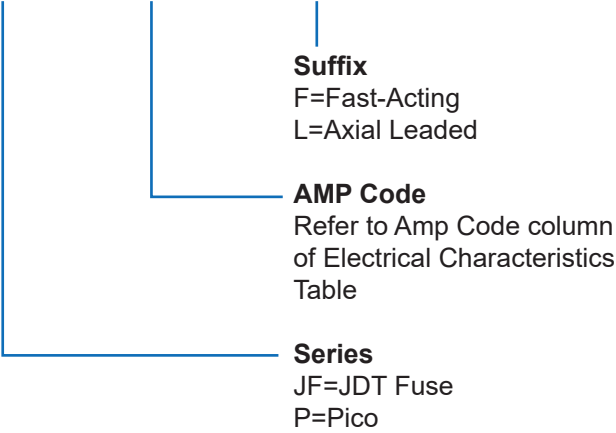 Suffix
F=Fast-Acting
L=Axial Leaded
AMP Code
Refer to Amp Code column
of Electrical Characteristics
Table
Series
JF=JDT Fuse
P=Pico